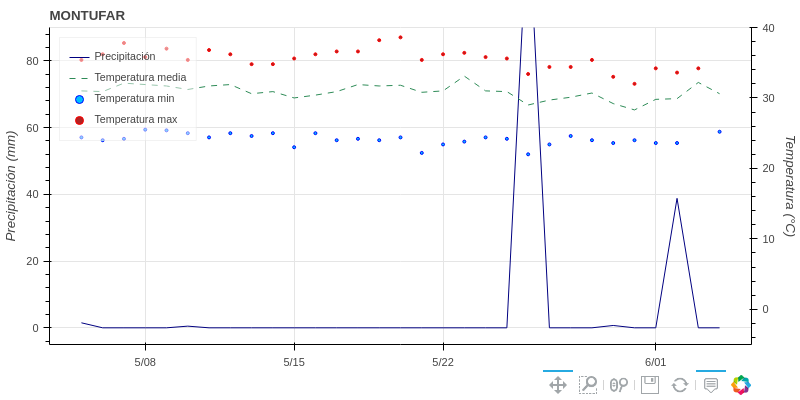 MONTUFAR
Precipitación
Temperatura media
Temperatura min
Temperatura max
Precipitación (mm)
80
60
40
20
0
Temperatura (°C)
40
30
20
10
0
5/08
5/15
5/22
6/01